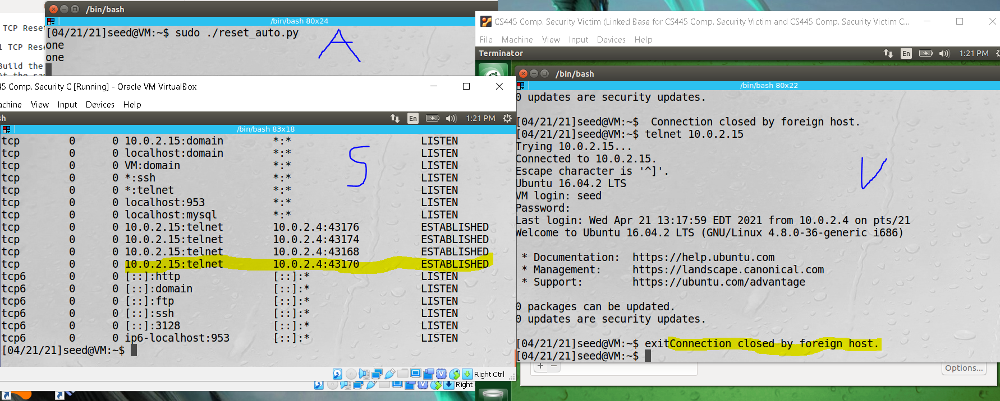 TCP Reset
1 TCP Rese
Build the
/bin/bash
/bin/bash 80x24
[04/21/21]seed@VM:~$ sudo ./reset_auto.py
one
one
A
45 Comp. Security C [Running] - Oracle VM VirtualBox
achine View Input Devices Help
sh
En
1:21 PM
/bin/bash 83x18
tcp 0 0 10.0.2.15:domain *:* LISTEN
tcp 0 0 localhost:domain *:* LISTEN
tcp 0 0 VM:domain *:* LISTEN
tcp 0 0 *:ssh *:* LISTEN
tcp 0 0 *:telnet *:* LISTEN
tcp 0 0 localhost:953 *:* LISTEN
tcp 0 0 localhost:mysql *:* LISTEN
tcp 0 0 10.0.2.15:telnet 10.0.2.4:43176 ESTABLISHED
tcp 0 0 10.0.2.15:telnet 10.0.2.4:43174 ESTABLISHED
tcp 0 0 10.0.2.15:telnet 10.0.2.4:43168 ESTABLISHED
tcp 0 0 10.0.2.15:telnet 10.0.2.4:43170 ESTABLISHED
tcp6 0 0 [::]:http [::]:* LISTEN
tcp6 0 0 [::]:domain [::]:* LISTEN
tcp6 0 0 [::]:ftp [::]:* LISTEN
tcp6 0 0 [::]:ssh [::]:* LISTEN
tcp6 0 0 [::]:3128 [::]:* LISTEN
tcp6 0 0 ip6-localhost:953 [::]:* LISTEN
[04/21/21]seed@VM:~$
S
Right Ctrl
Right
CS445 Comp. Security Victim (Linked Base for CS445 Comp. Security Victim and CS445 Comp. Security Victim C...
File Machine View Input Devices Help
Terminator
En
1:21 PM
/bin/bash
/bin/bash 80x22
0 updates are security updates.
[04/21/21]seed@VM:~$ Connection closed by foreign host.
[04/21/21]seed@VM:~$ telnet 10.0.2.15
Trying 10.0.2.15...
Connected to 10.0.2.15.
Escape character is '^]'.
Ubuntu 16.04.2 LTS
VM login: seed
Password:
Last login: Wed Apr 21 13:17:59 EDT 2021 from 10.0.2.4 on pts/21
Welcome to Ubuntu 16.04.2 LTS (GNU/Linux 4.8.0-36-generic i686)
* Documentation: https://help.ubuntu.com
* Management: https://landscape.canonical.com
* Support: https://ubuntu.com/advantage
0 packages can be updated.
0 updates are security updates.
[04/21/21]seed@VM:~$ exitConnection closed by foreign host.
[04/21/21]seed@VM:~$
V
Options...